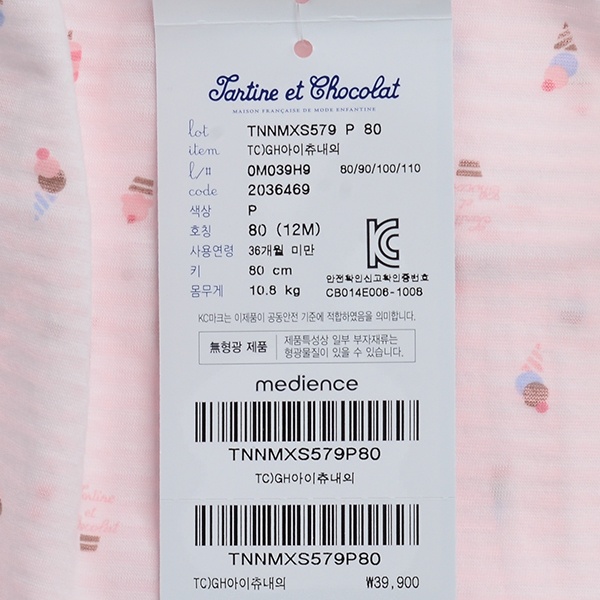 Tartine et Chocolat
MAISON FRANÇAISE DE MODE ENFANTINE
lot TNNMXS579 P 80
item TC)GH아이츄내의
l/# 0M039H9 80/90/100/110
code 2036469
색상 P
호칭 80 (12M)
사용연령 36개월 미만
키 80 cm
몸무게 10.8 kg
KC
안전확인신고확인증번호
CB014E006-1008
KC마크는 이제품이 공통안전 기준에 적합하였음을 의미합니다.
無형광 제품
제품특성상 일부 부자재류는
형광물질이 있을 수 있습니다.
medience
TNNMXS579P80
TC)GH아이츄내의
TNNMXS579P80
TC)GH아이츄내의 ₩39,900
Tartine
et
Chocolat